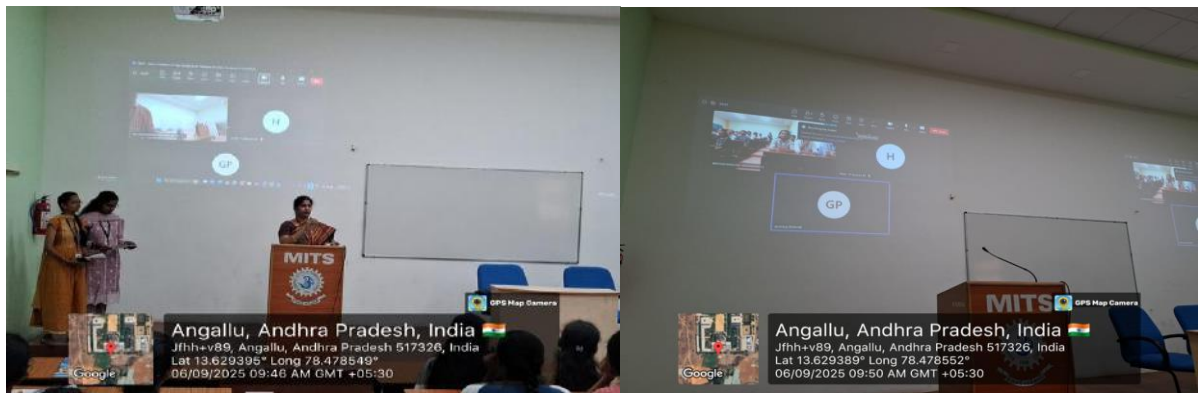 H
GP
MITS
GPS Map Camera
Angallu, Andhra Pradesh, India
Jfhh+v89, Angallu, Andhra Pradesh 517326, India
Lat 13.629395° Long 78.478549°
06/09/2025 09:46 AM GMT +05:30
Google
H
GP
MITS
GPS Map Camera
Angallu, Andhra Pradesh, India
Jfhh+v89, Angallu, Andhra Pradesh 517326, India
Lat 13.629389° Long 78.478552°
06/09/2025 09:50 AM GMT +05:30
Google